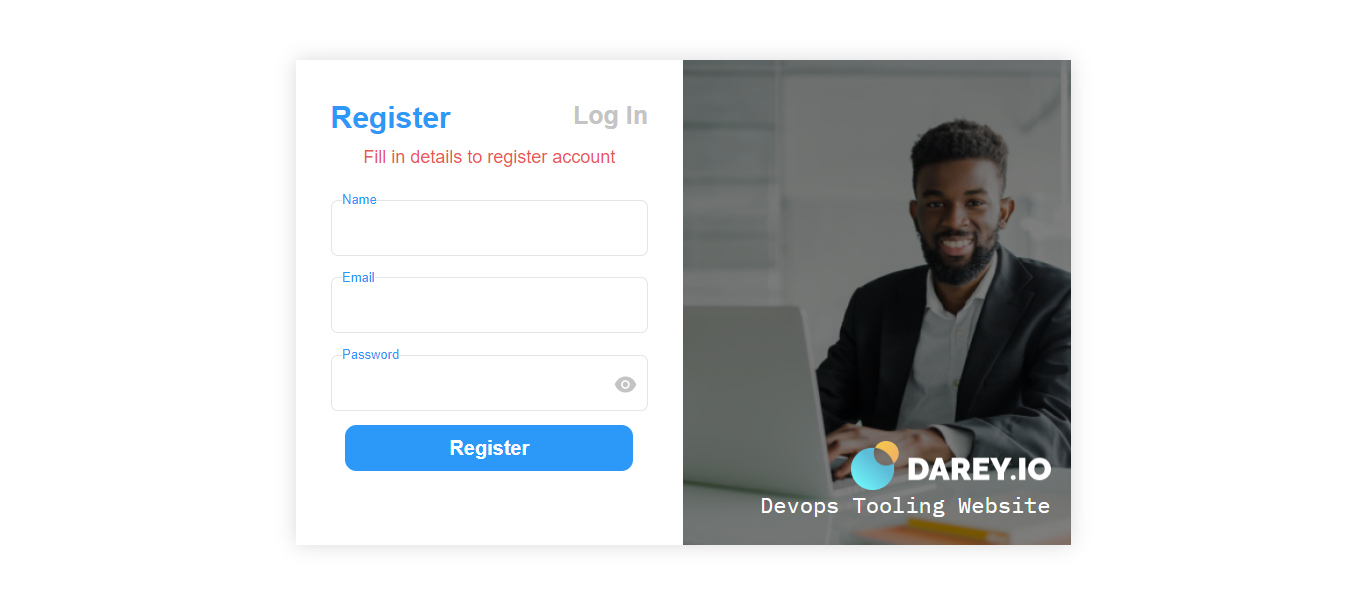 Register
Log In
Fill in details to register account
Name
Email
Password
Register
DAREY.IO
Devops Tooling Website